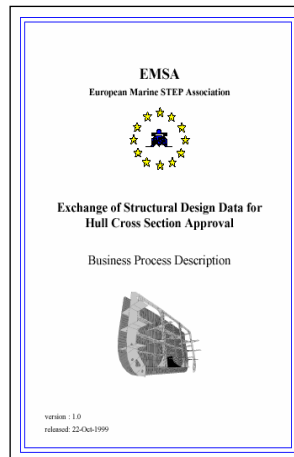 EMSA
European Marine STEP Association
Exchange of Structural Design Data for
Hull Cross Section Approval
Business Process Description
version : 1.0
released: 22-Oct-1999